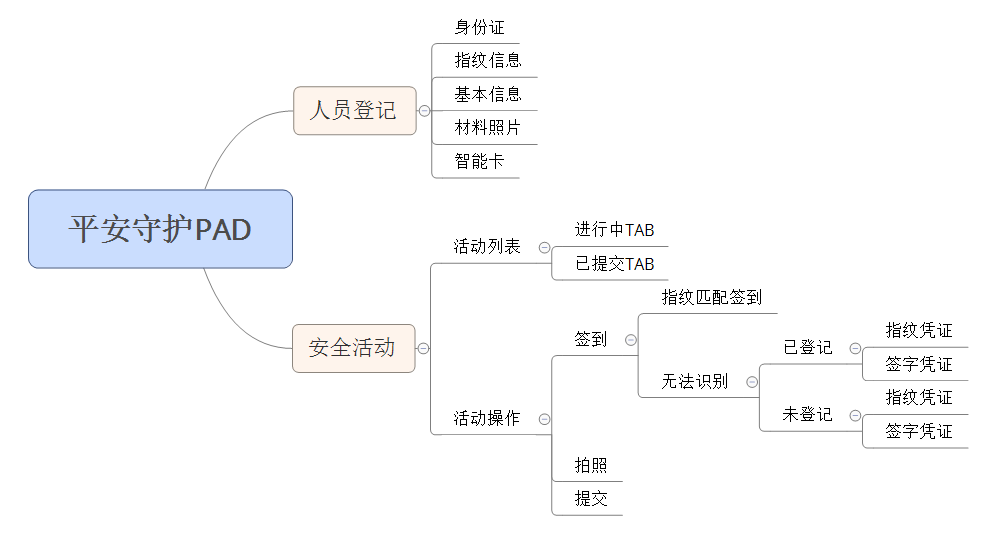 平安守护PAD
人员登记
身份证
指纹信息
基本信息
材料照片
智能卡
安全活动
活动列表
进行中TAB
已提交TAB
活动操作
签到
指纹匹配签到
无法识别
已登记
指纹凭证
签字凭证
未登记
指纹凭证
签字凭证
拍照
提交